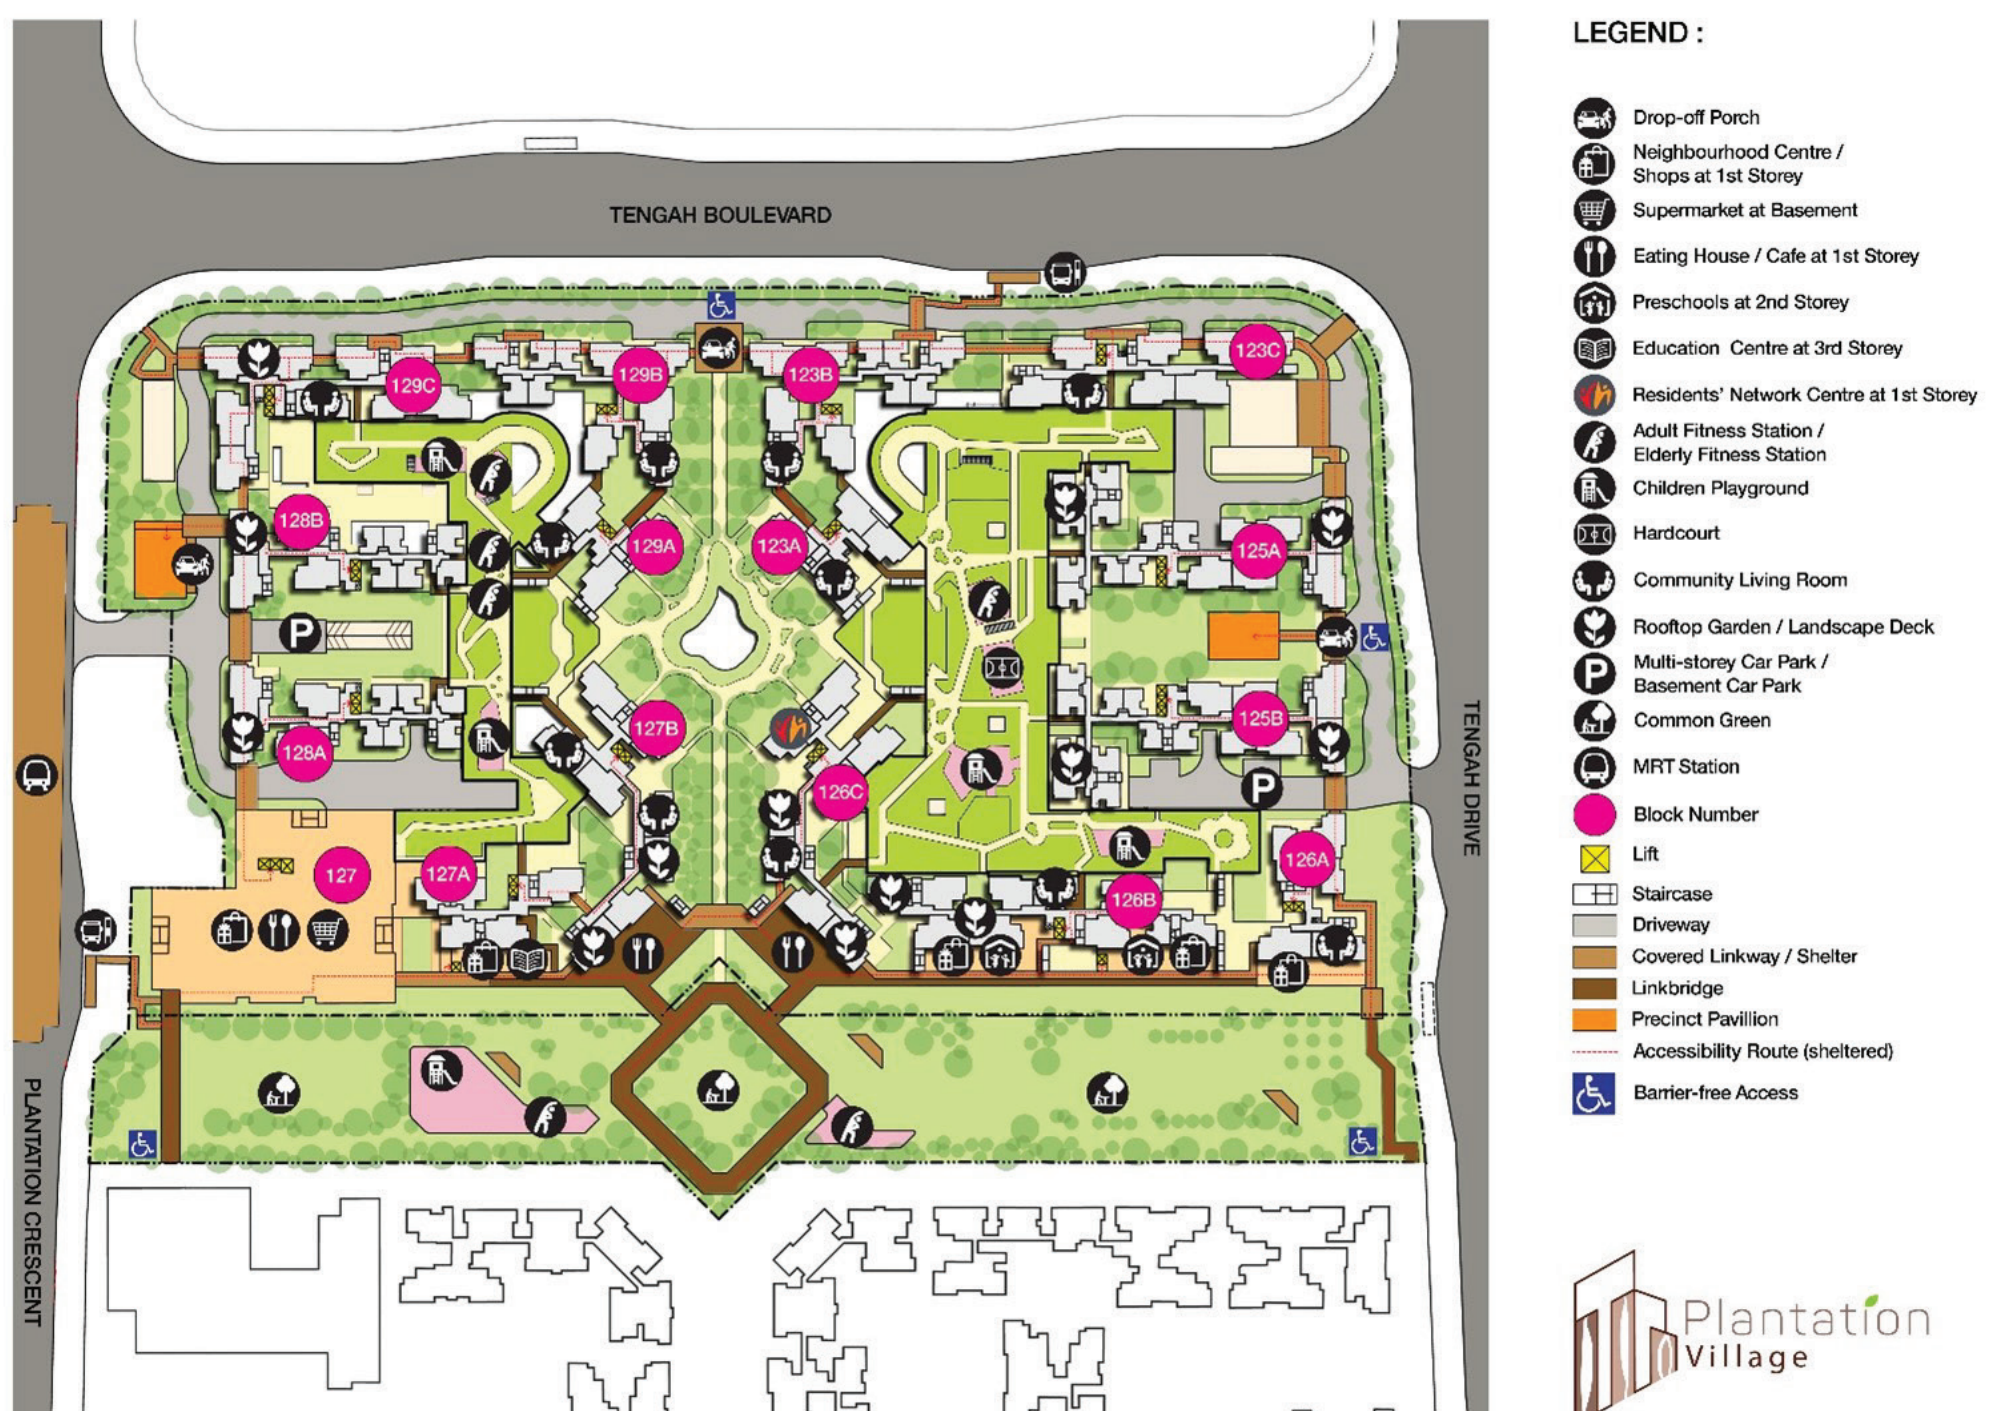 TENGAH BOULEVARD
129C
129B
123B
123C
128B
129A
123A
125A
P
128A
127B
125B
126C
P
127
127A
126B
126A
TENGAH DRIVE
PLANTATION CRESCENT
LEGEND :
Drop-off Porch
Neighbourhood Centre /
Shops at 1st Storey
Supermarket at Basement
Eating House / Cafe at 1st Storey
Preschools at 2nd Storey
Education Centre at 3rd Storey
Residents' Network Centre at 1st Storey
Adult Fitness Station /
Elderly Fitness Station
Children Playground
Hardcourt
Community Living Room
Rooftop Garden / Landscape Deck
P
Multi-storey Car Park /
Basement Car Park
Common Green
MRT Station
Block Number
Lift
Staircase
Driveway
Covered Linkway / Shelter
Linkbridge
Precinct Pavillion
Accessibility Route (sheltered)
Barrier-free Access
Plantation
Village